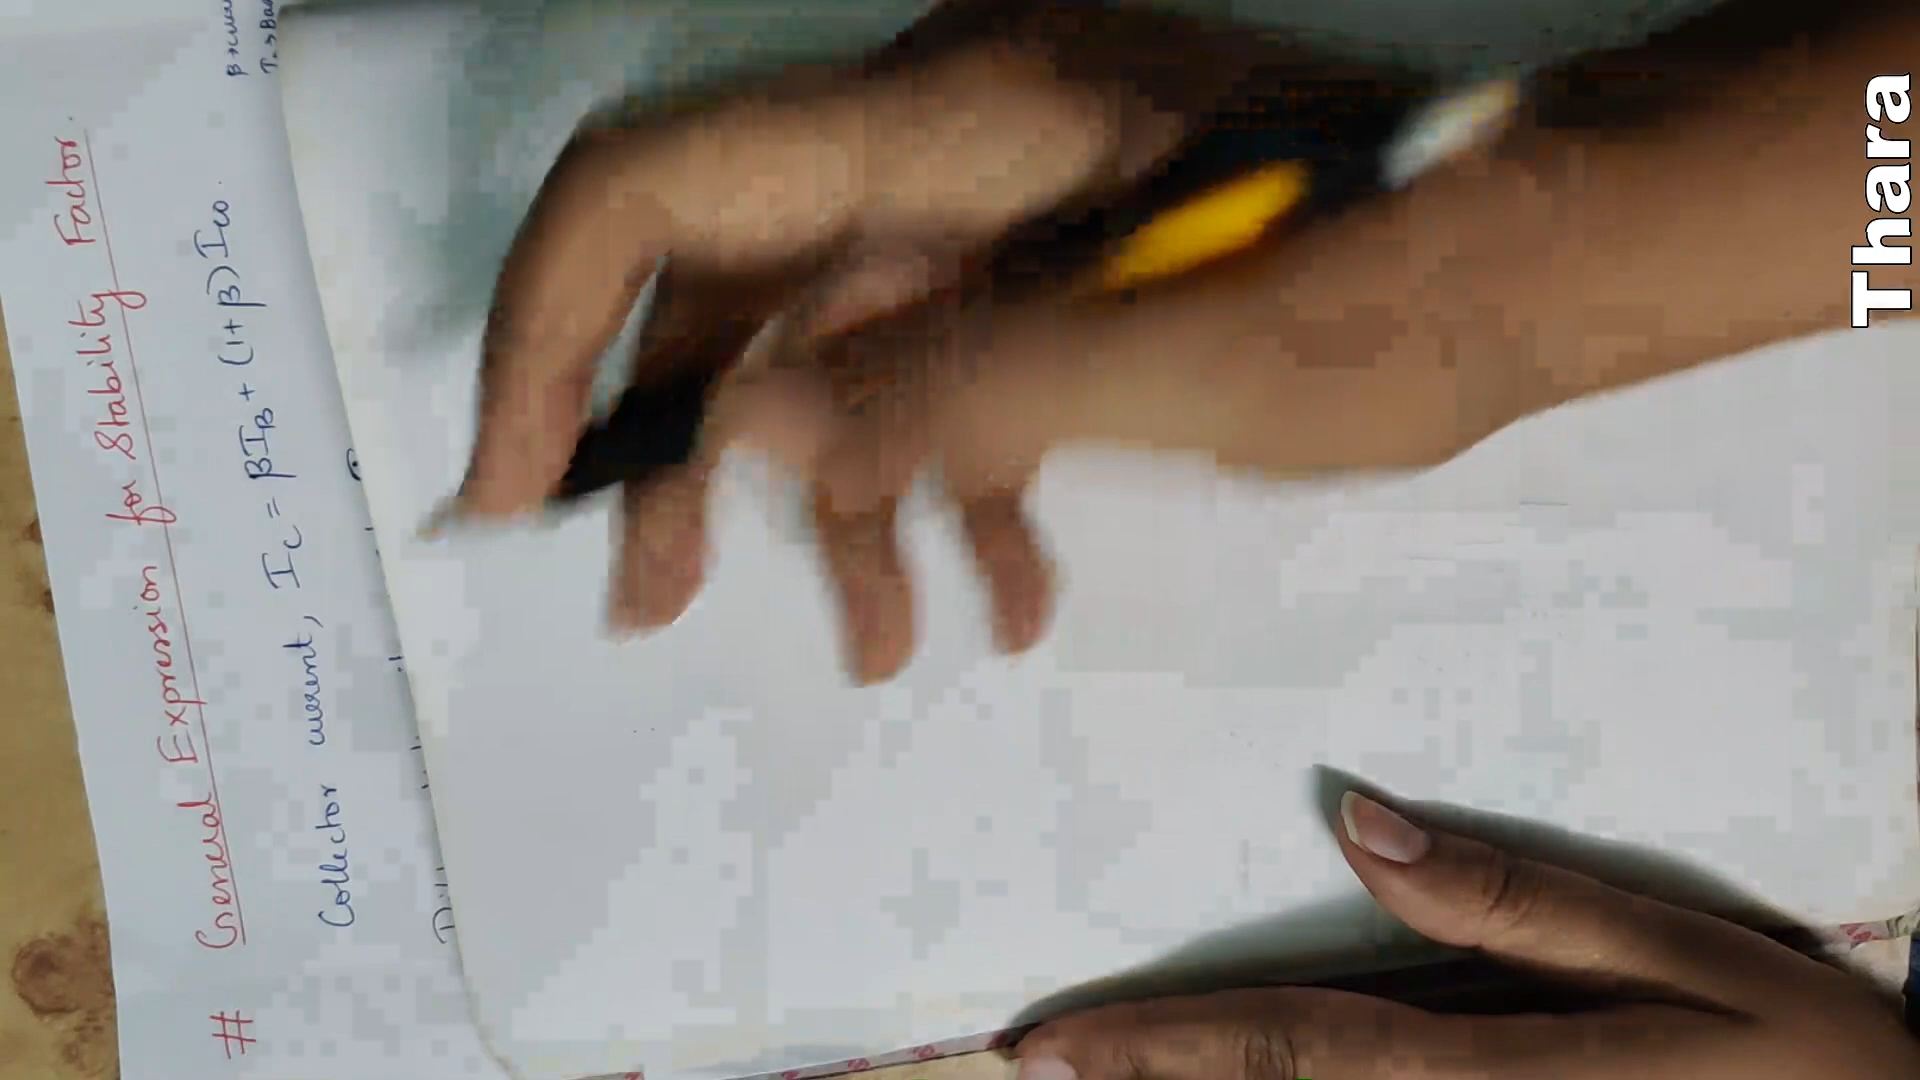 # General Expression for Stability Factor.
Collector current, I_C = βI_B + (1+β)I_CO.
Thara